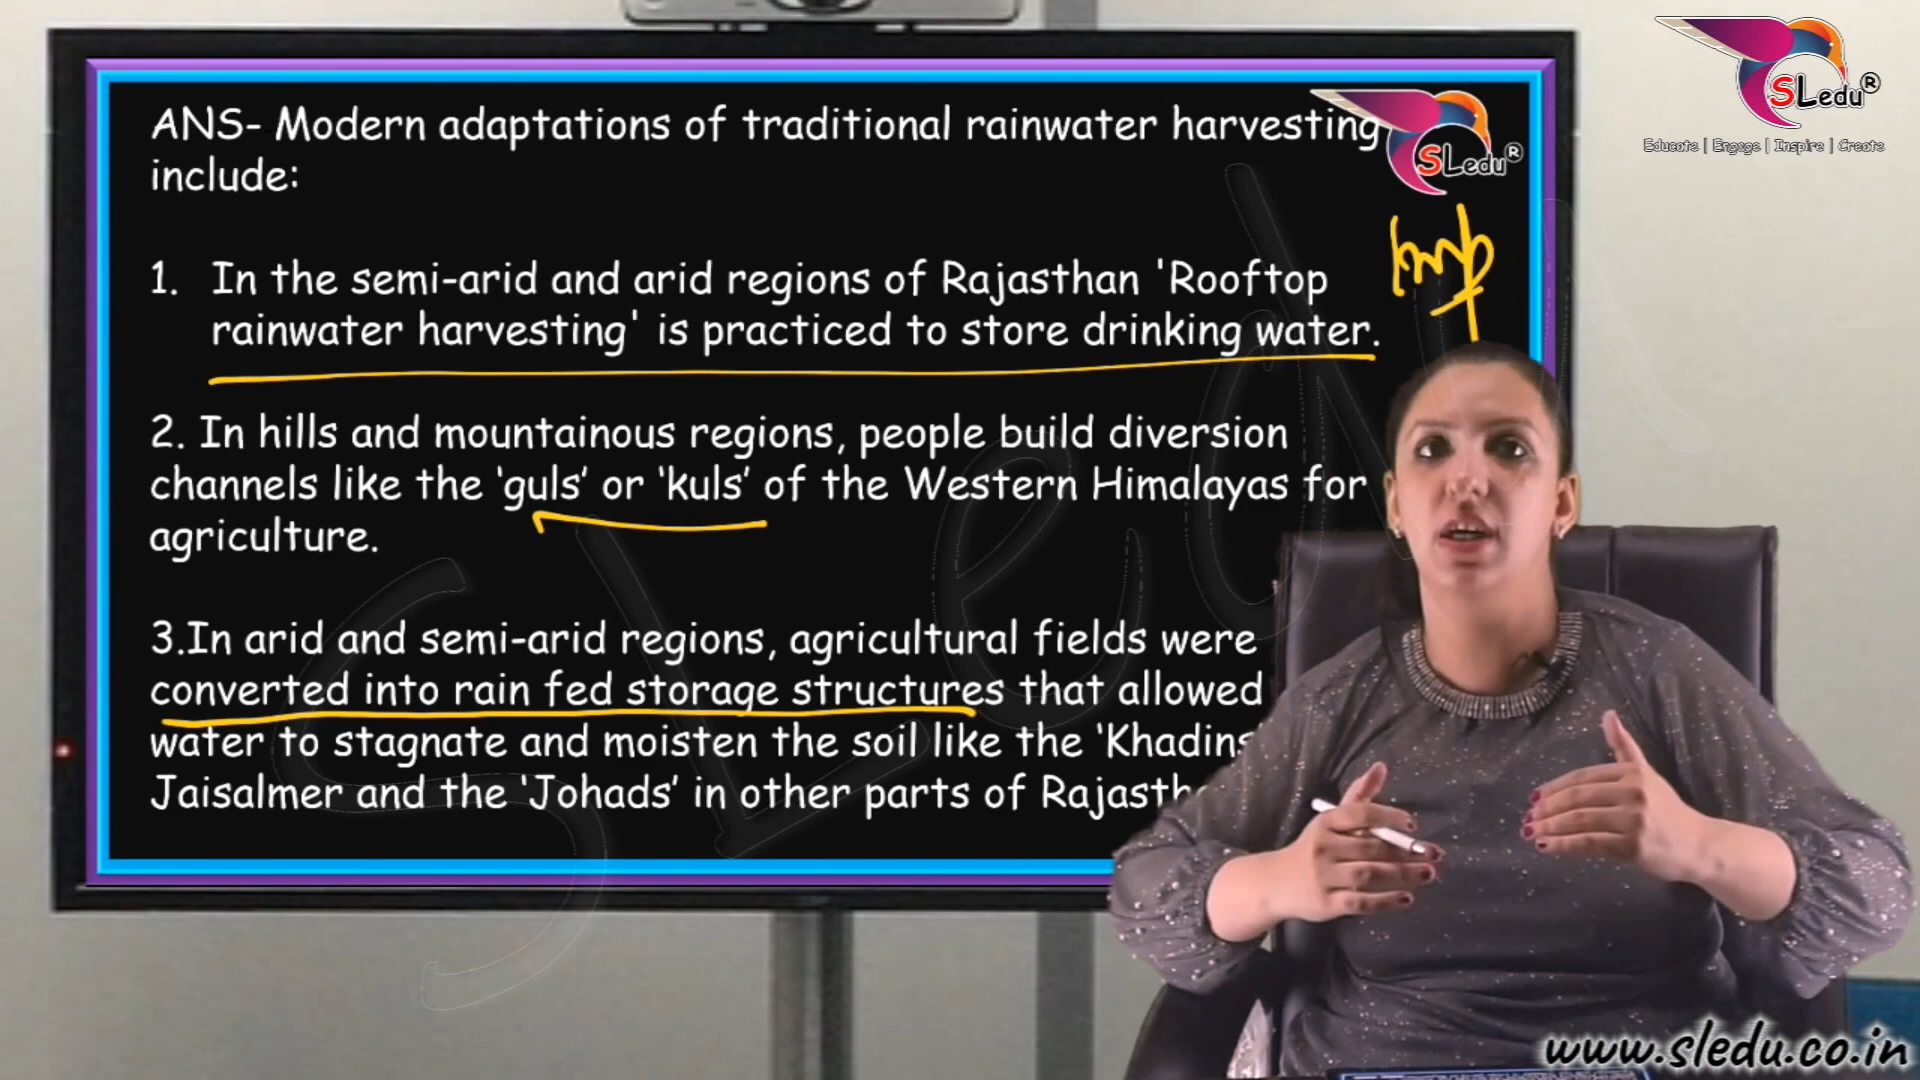 ANS- Modern adaptations of traditional rainwater harvesting
include:
1. In the semi-arid and arid regions of Rajasthan 'Rooftop
rainwater harvesting' is practiced to store drinking water.
2. In hills and mountainous regions, people build diversion
channels like the ‘guls’ or ‘kuls’ of the Western Himalayas for
agriculture.
3.In arid and semi-arid regions, agricultural fields were
converted into rain fed storage structures that allowed
water to stagnate and moisten the soil like the ‘Khadins
Jaisalmer and the ‘Johads’ in other parts of
SLedu®
imp
SLedu®
Educate | Engage | Inspire | Create
SLedu
www.sledu.co.in